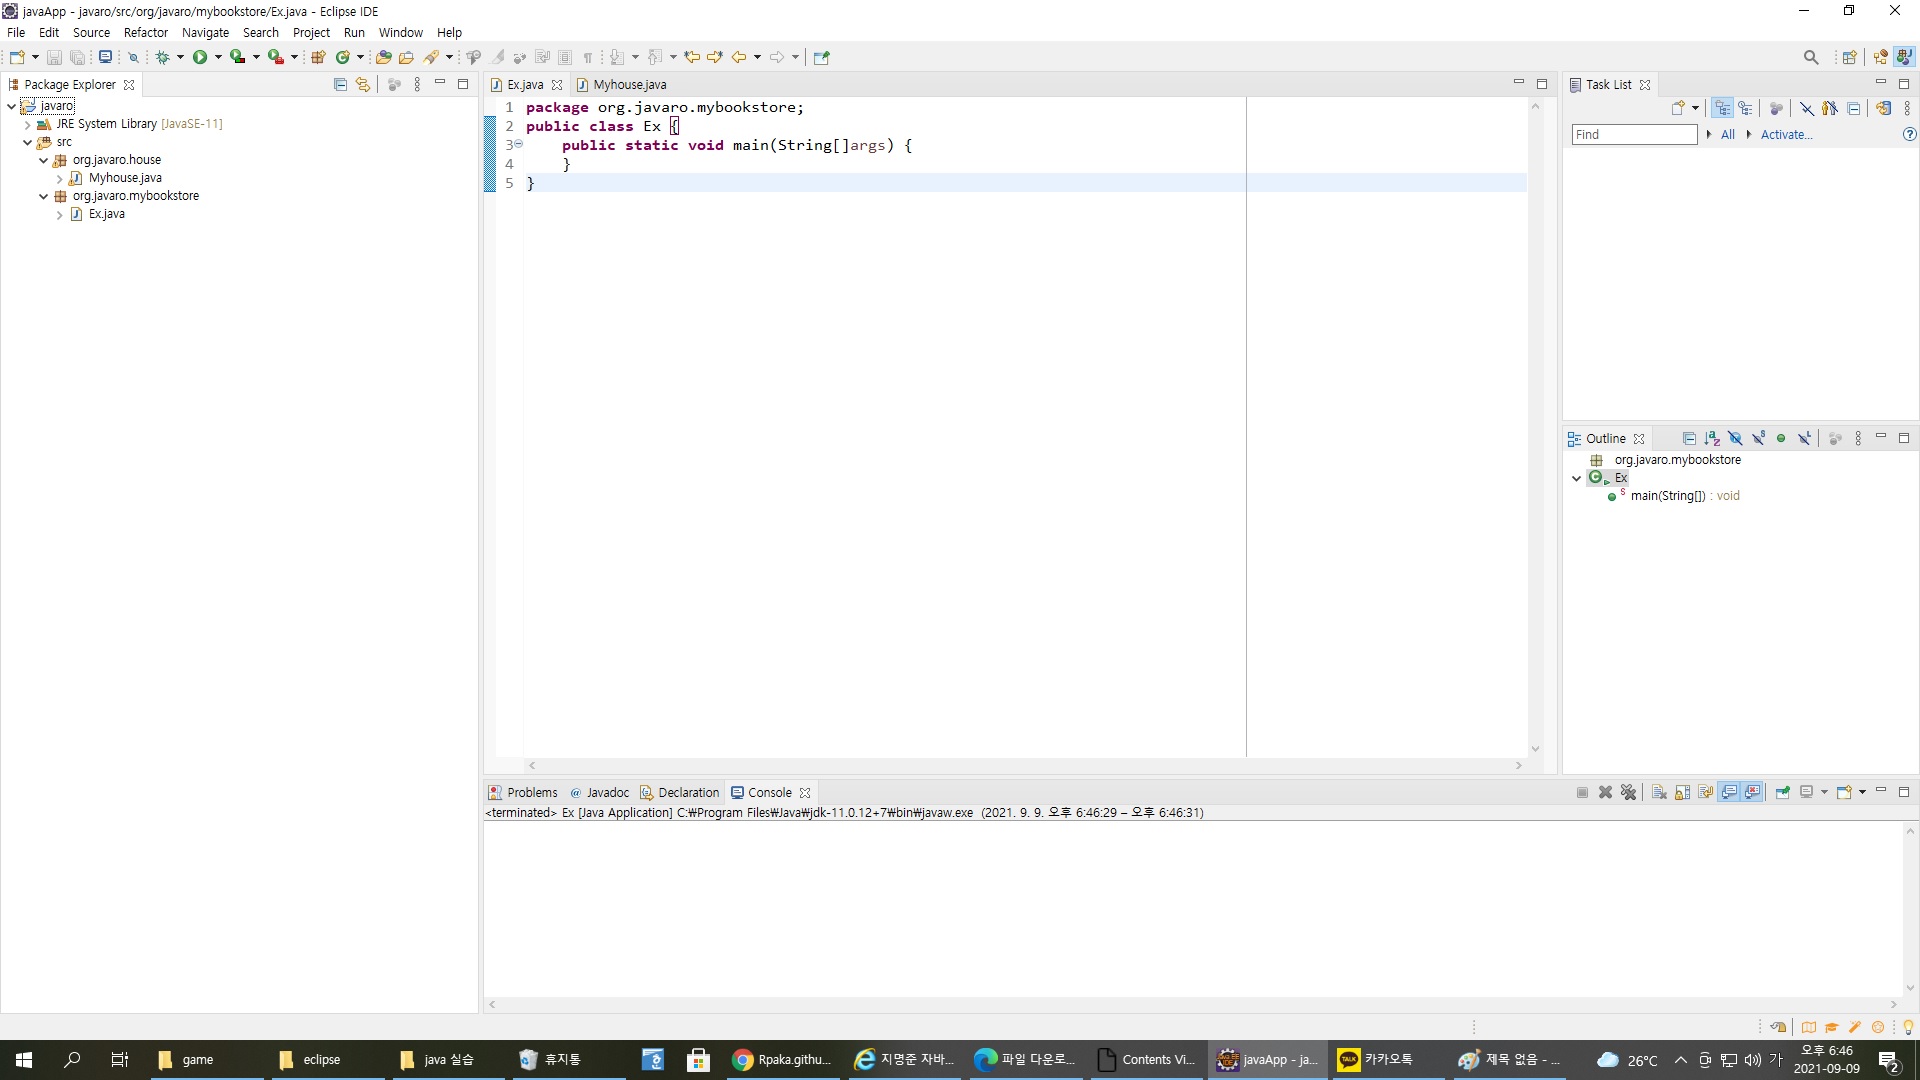 javaApp - javaro/src/org/javaro/mybookstore/Ex.java - Eclipse IDE
File Edit Source Refactor Navigate Search Project Run Window Help
Package Explorer
javaro
JRE System Library [JavaSE-11]
src
org.javaro.house
Myhouse.java
org.javaro.mybookstore
Ex.java
Ex.java Myhouse.java
1 package org.javaro.mybookstore;
2 public class Ex {
3 public static void main(String[]args) {
4 }
5 }
Task List
Find All Activate...
Outline
org.javaro.mybookstore
Ex
main(String[]) : void
Problems Javadoc Declaration Console
<terminated> Ex [Java Application] C:₩Program Files₩Java₩jdk-11.0.12+7₩bin₩javaw.exe (2021. 9. 9. 오후 6:46:29 – 오후 6:46:31)
game eclipse java 실습 휴지통 Rpaka.githu... 지명준 자바... 파일 다운로... Contents Vi... javaApp - ja... 카카오톡 제목 없음 - ... 26°C 가 오후 6:46
2021-09-09
2